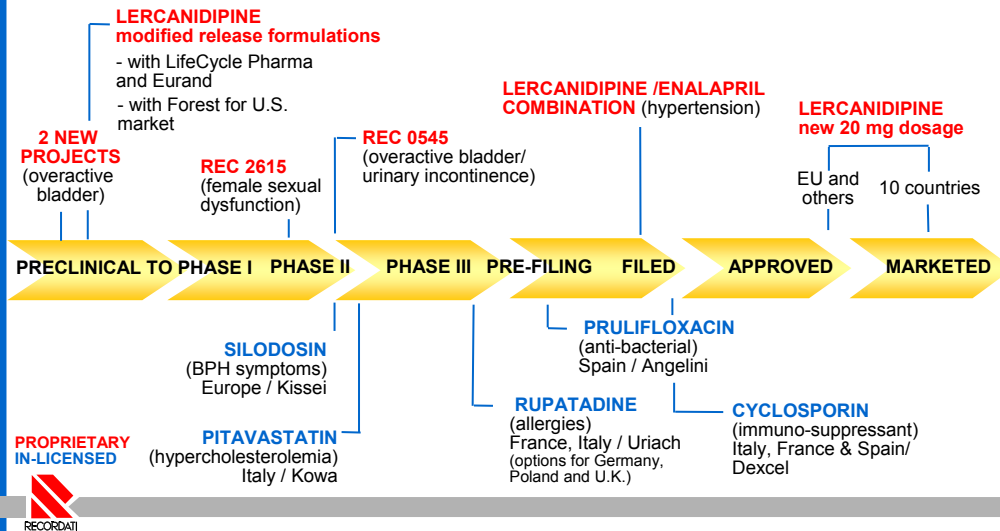 LERCANIDIPINE
modified release formulations
- with LifeCycle Pharma
and Eurand
- with Forest for U.S.
market
2 NEW
PROJECTS
(overactive
bladder)
REC 2615
(female sexual
dysfunction)
REC 0545
(overactive bladder/
urinary incontinence)
LERCANIDIPINE /ENALAPRIL
COMBINATION (hypertension)
LERCANIDIPINE
new 20 mg dosage
EU and
others
10 countries
PRECLINICAL TO PHASE I PHASE II PHASE III PRE-FILING FILED APPROVED MARKETED
SILODOSIN
(BPH symptoms)
Europe / Kissei
PITAVASTATIN
(hypercholesterolemia)
Italy / Kowa
RUPATADINE
(allergies)
France, Italy / Uriach
(options for Germany,
Poland and U.K.)
PRULIFLOXACIN
(anti-bacterial)
Spain / Angelini
CYCLOSPORIN
(immuno-suppressant)
Italy, France & Spain/
Dexcel
PROPRIETARY
IN-LICENSED
RECORDATI